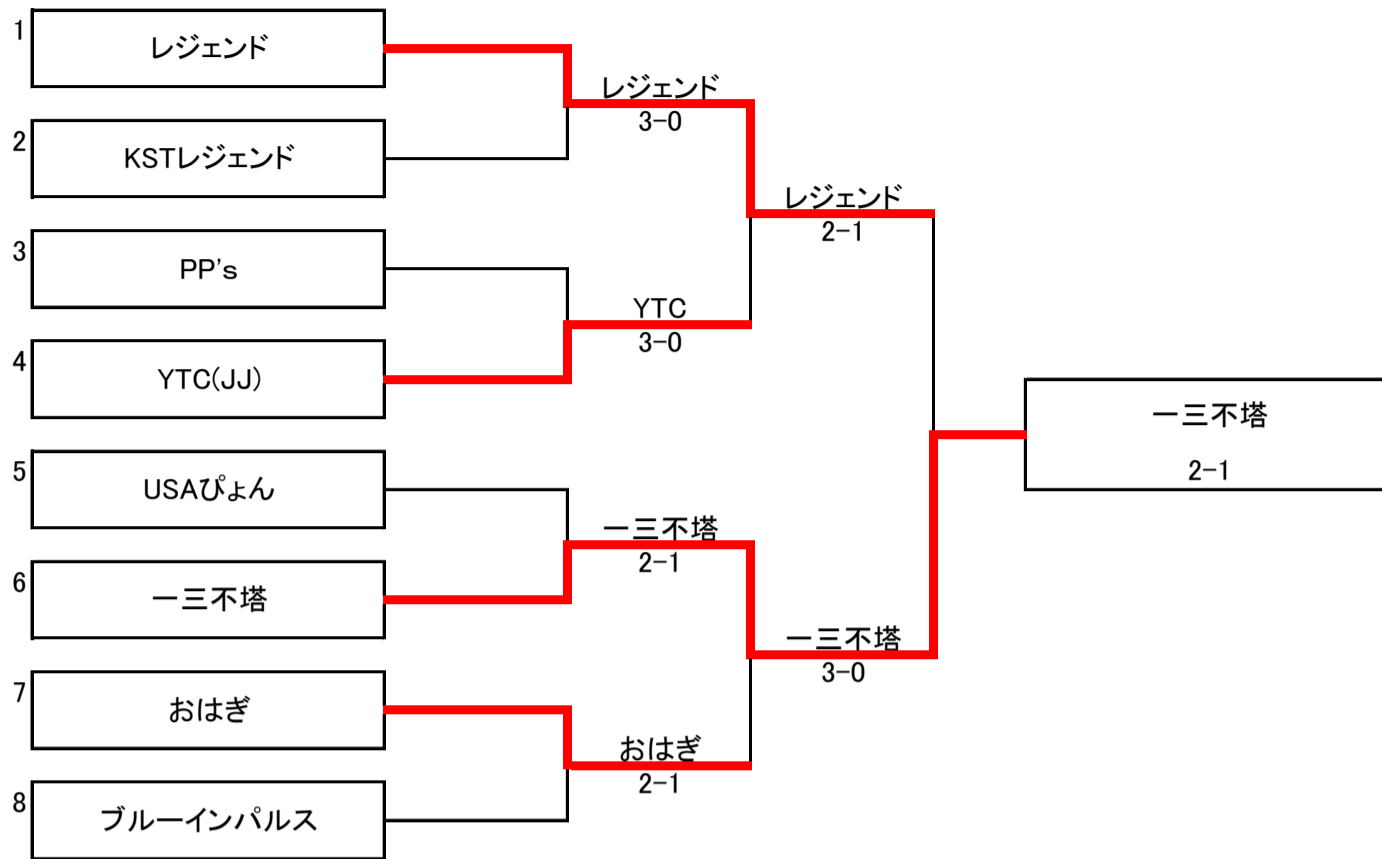 1
レジェンド
2
KSTレジェンド
3
PP's
4
YTC(JJ)
5
USAぴょん
6
一三不塔
7
おはぎ
8
ブルーインパルス
レジェンド
3-0
YTC
3-0
一三不塔
2-1
おはぎ
2-1
レジェンド
2-1
一三不塔
3-0
一三不塔
2-1